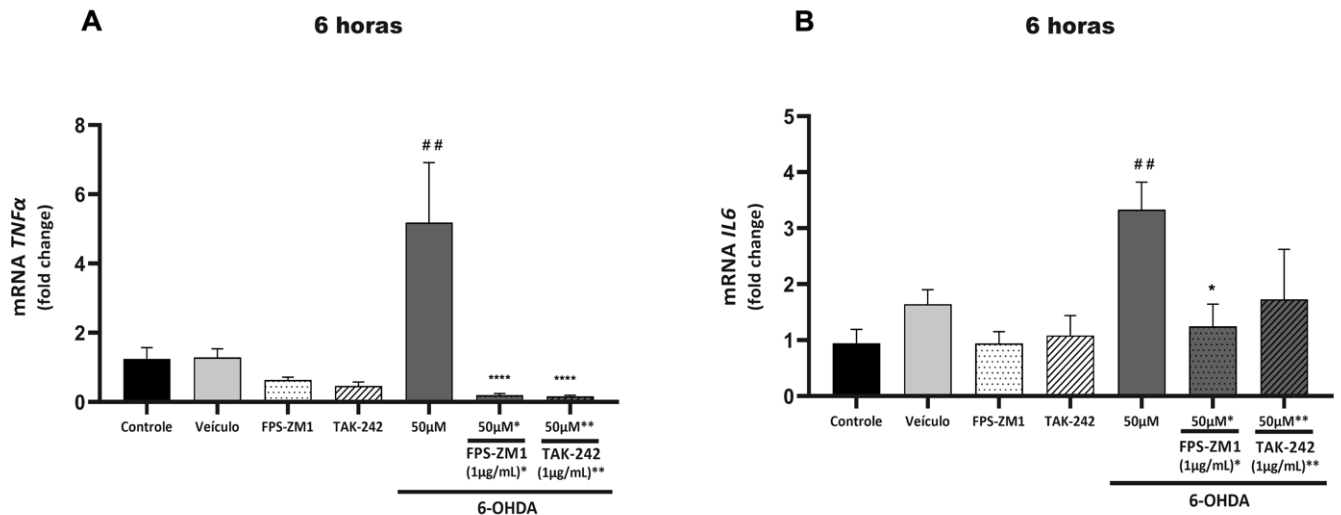 A
6 horas
mRNA TNFα
(fold change)
8
6
4
2
0
##
****
****
Controle
Veículo
FPS-ZM1
TAK-242
50µM
50µM*
50µM**
FPS-ZM1
(1µg/mL)*
TAK-242
(1µg/mL)**
6-OHDA
B
6 horas
mRNA IL6
(fold change)
5
4
3
2
1
0
##
*
Controle
Veículo
FPS-ZM1
TAK-242
50µM
50µM*
50µM**
FPS-ZM1
(1µg/mL)*
TAK-242
(1µg/mL)**
6-OHDA